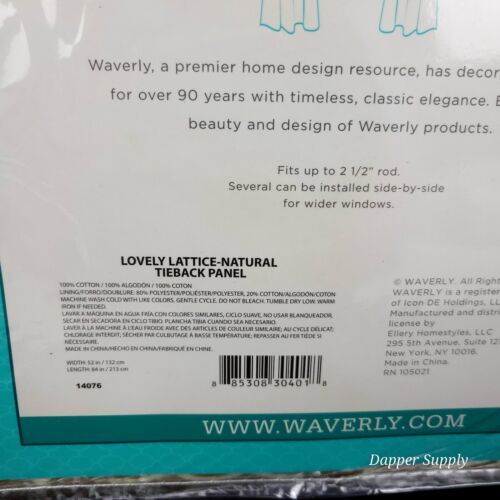 Waverly, a premier home design resource, has decor
for over 90 years with timeless, classic elegance.
beauty and design of Waverly products.
Fits up to 2 1/2" rod.
Several can be installed side-by-side
for wider windows.
LOVELY LATTICE-NATURAL
TIEBACK PANEL
100% COTTON / 100% ALGODÓN / 100% COTON
LINING/FORRO/DOUBLURE: 80% POLYESTER/POLIÉSTER/POLYESTER, 20% COTTON/ALGODÓN/COTON
MACHINE WASH COLD WITH LIKE COLORS. GENTLE CYCLE. DO NOT BLEACH. TUMBLE DRY LOW. WARM
IRON IF NEEDED.
LAVAR A MÁQUINA EN AGUA FRÍA CON COLORES SIMILARES, CICLO SUAVE, NO USAR BLANQUEADOR,
SECAR EN SECADORA EN CICLO TIBIO. PLANCHA TIBIA CUANDO SEA NECESARIO.
LAVER À LA MACHINE À L'EAU FROIDE AVEC DES ARTICLES DE COULEUR SIMILAIRE; AU CYCLE DÉLICAT;
CHLORAGE INTERDIT; SÉCHER PAR CULBUTAGE À BASSE TEMPÉRATURE; REPASSER AU FER TIÈDE SI
NÉCESSAIRE.
MADE IN CHINA/HECHO EN CHINA/FABRIQUÉ EN CHINE.
WIDTH: 52 in / 132 cm
LENGTH: 84 in / 213 cm
14076
8 85308 30401 8
© WAVERLY. All Right
WAVERLY is a register
of Icon DE Holdings, LL
Manufactured and distri
license by
Ellery Homestyles, LLC
295 5th Avenue, Suite 12
New York, NY 10016.
Made in China.
RN 105021
WWW.WAVERLY.COM
Dapper Supply